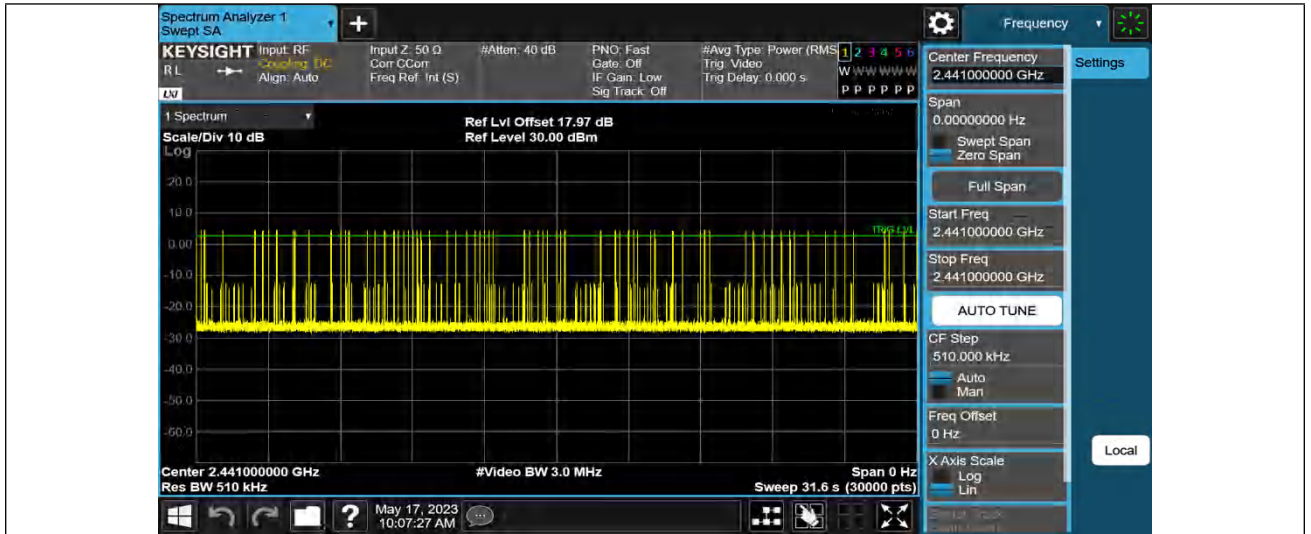 Spectrum Analyzer 1
Swept SA
Frequency
KEYSIGHT
RL
LXI
Input: RF
Coupling: DC
Align: Auto
Input Z: 50 Ω
Corr CCorr
Freq Ref: Int (S)
#Atten: 40 dB
PNO: Fast
Gate: Off
IF Gain: Low
Sig Track: Off
#Avg Type: Power (RMS
Trig: Video
Trig Delay: 0.000 s
1 2 3 4 5 6
W W W W W W
P P P P P P
1 Spectrum
Scale/Div 10 dB
Log
Ref Lvl Offset 17.97 dB
Ref Level 30.00 dBm
20.0
10.0
0.00
TRIG LVL
-10.0
-20.0
-30.0
-40.0
-50.0
-60.0
Center 2.441000000 GHz
Res BW 510 kHz
#Video BW 3.0 MHz
Span 0 Hz
Sweep 31.6 s (30000 pts)
May 17, 2023
10:07:27 AM
Center Frequency
2.441000000 GHz
Settings
Span
0.00000000 Hz
Swept Span
Zero Span
Full Span
Start Freq
2.441000000 GHz
Stop Freq
2.441000000 GHz
AUTO TUNE
CF Step
510.000 kHz
Auto
Man
Freq Offset
0 Hz
X Axis Scale
Log
Lin
Local